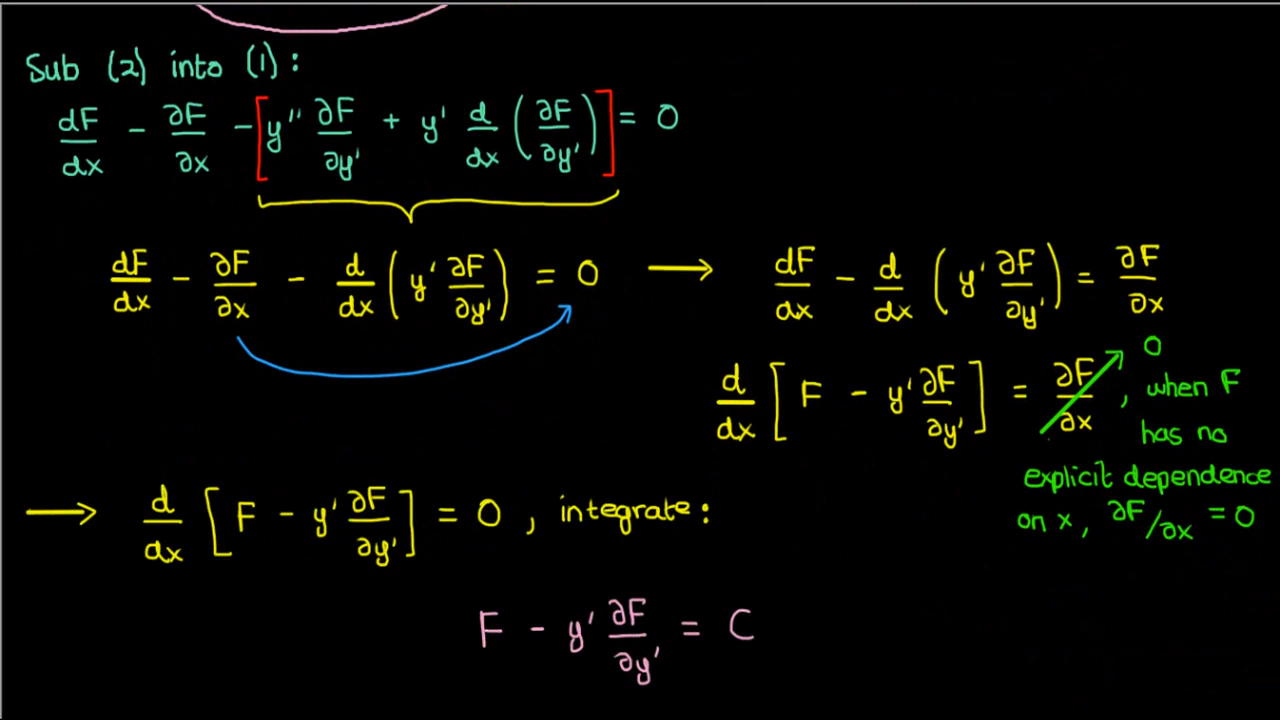 Sub (2) into (1):
dF/dx - ∂F/∂x - [y'' ∂F/∂y' + y' d/dx (∂F/∂y')] = 0
dF/dx - ∂F/∂x - d/dx (y' ∂F/∂y') = 0 → dF/dx - d/dx (y' ∂F/∂y') = ∂F/∂x
d/dx [F - y' ∂F/∂y'] = ∂F/∂x, 0 when F
has no
explicit dependence
on x, ∂F/∂x = 0
→ d/dx [F - y' ∂F/∂y'] = 0, integrate:
F - y' ∂F/∂y' = C